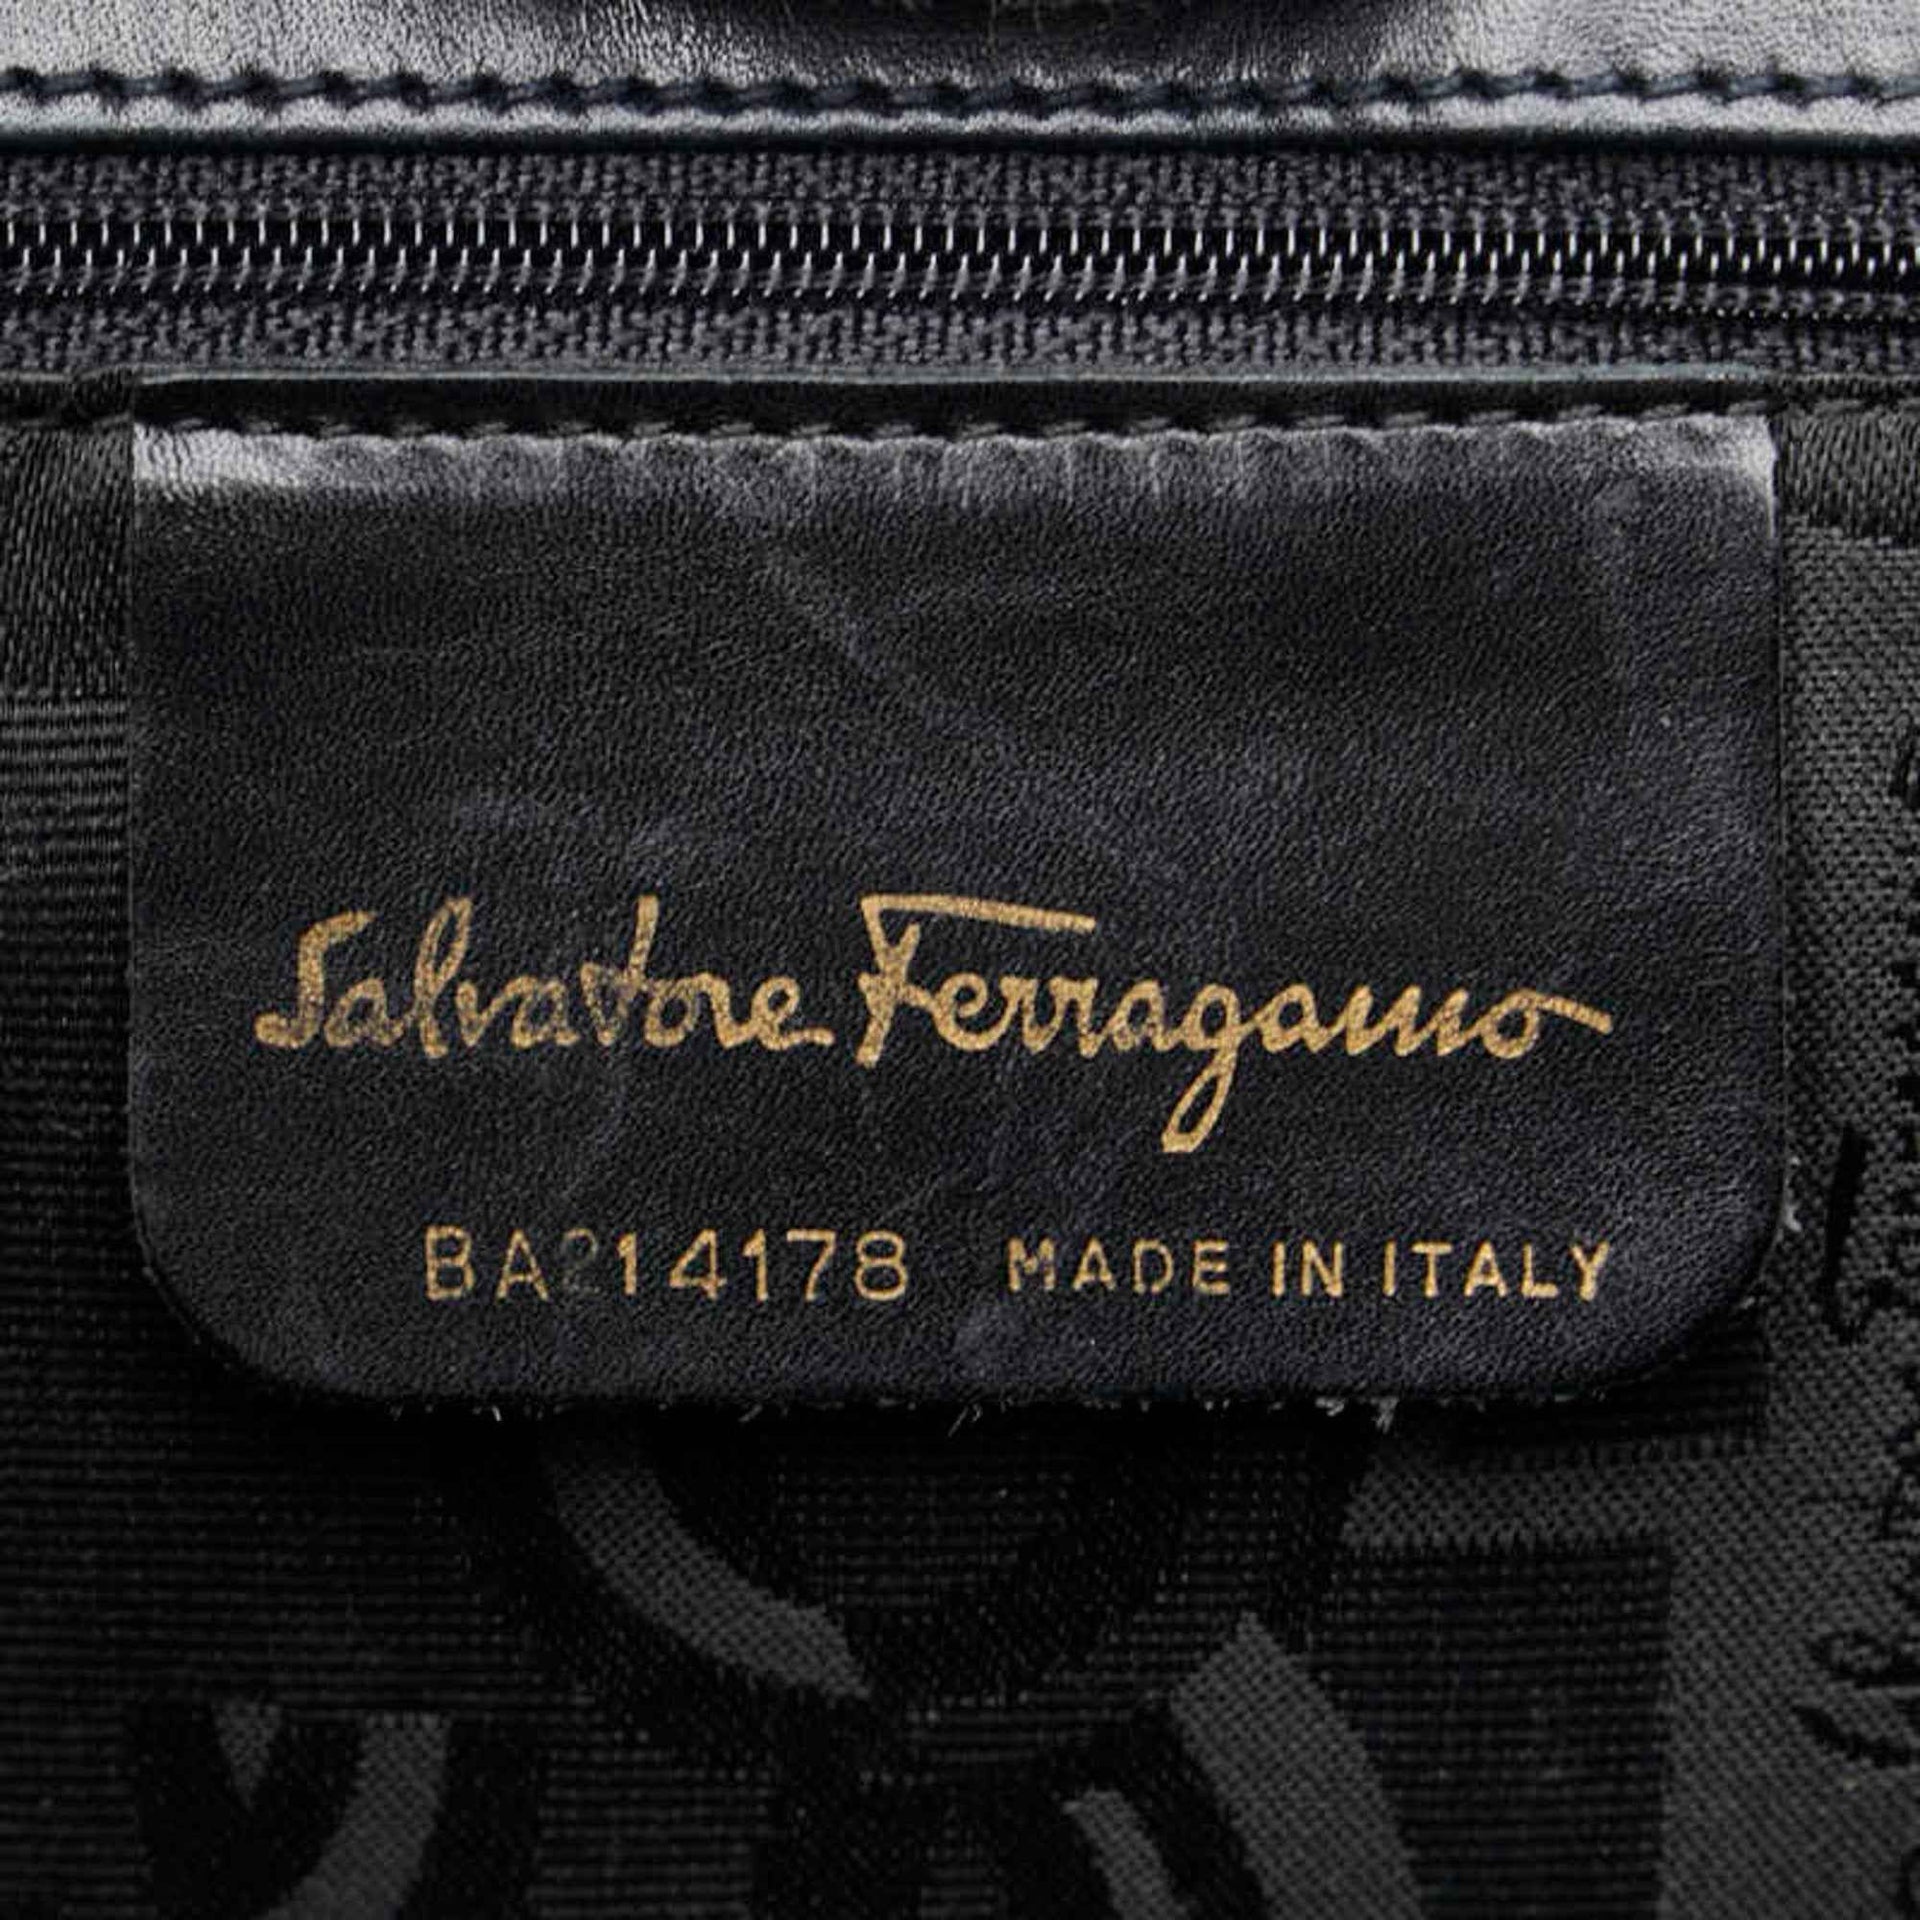 Salvatore Ferragamo
BA214178 MADE IN ITALY